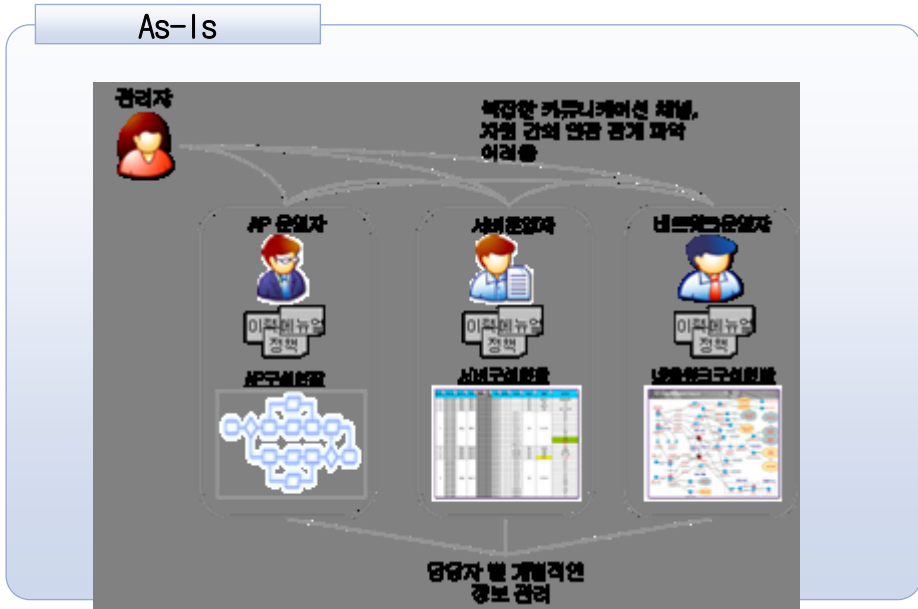 As-Is
관리자
복잡한 커뮤니케이션 채널,
자원 간의 연관 관계 파악
어려움
AP 운영자
서버운영자
네트워크운영자
이력 메뉴얼
정책
이력 메뉴얼
정책
이력 메뉴얼
정책
AP구성현황
서버구성현황
네트워크구성현황
담당자 별 개별적인
정보 관리